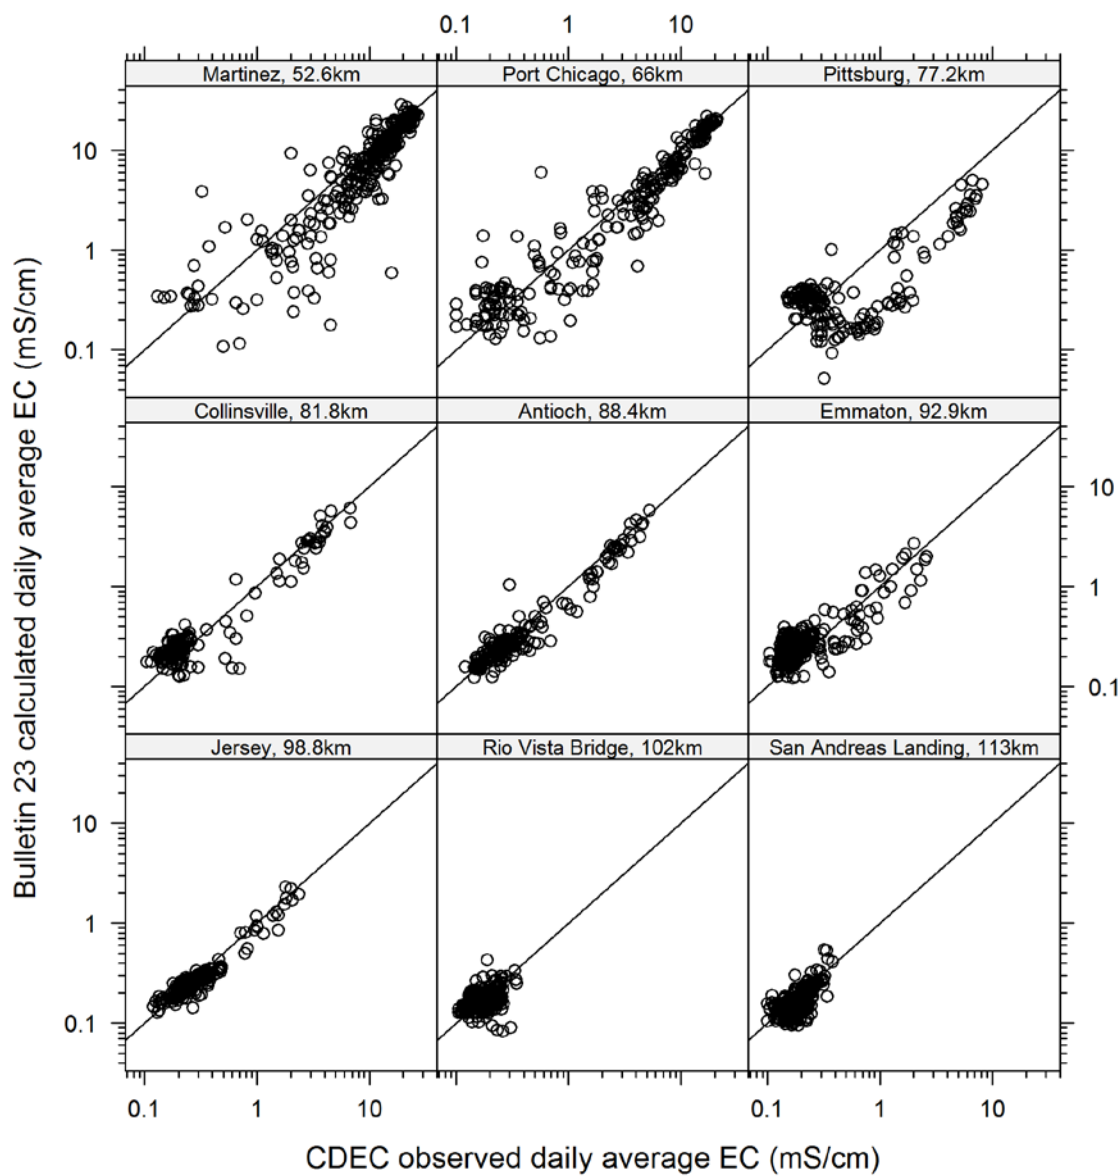 0.1 1 10
Martinez, 52.6km Port Chicago, 66km Pittsburg, 77.2km
10
1
0.1
Collinsville, 81.8km Antioch, 88.4km Emmaton, 92.9km
10
1
0.1
Jersey, 98.8km Rio Vista Bridge, 102km San Andreas Landing, 113km
10
1
0.1
0.1 1 10 0.1 1 10
CDEC observed daily average EC (mS/cm)
Bulletin 23 calculated daily average EC (mS/cm)